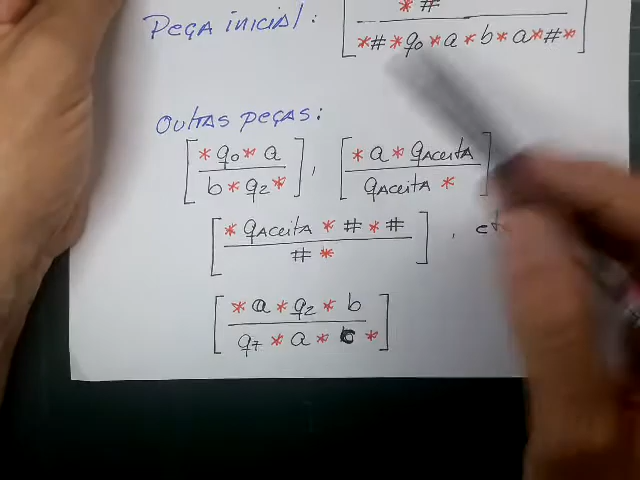 Peça inicial: [ * #
* # * q0 * a * b * a * # * ]
Outras peças:
[ * q0 * a / b * q2 * ] , [ * a * qAceita / qAceita * ]
[ * qAceita * # * # / # * ] ,
[ * a * q2 * b / q7 * a * b * ]